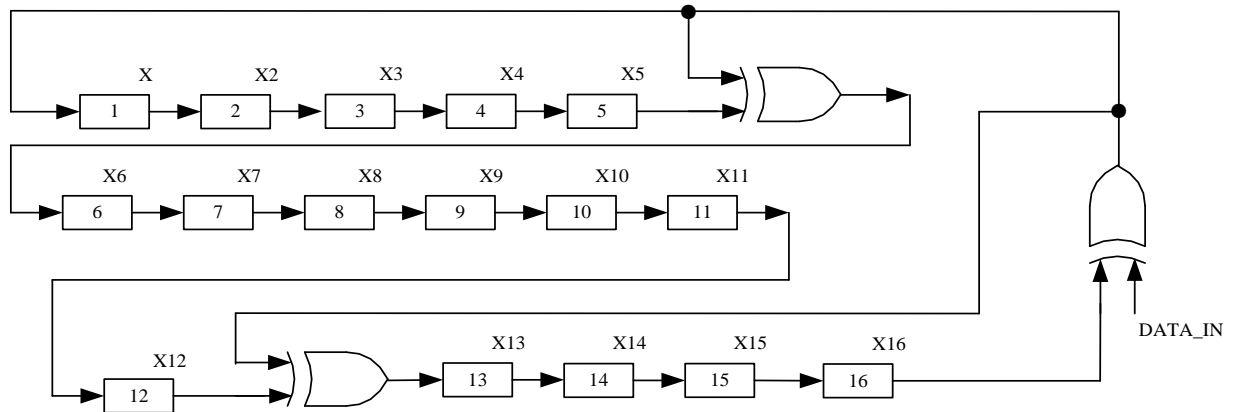 X X2 X3 X4 X5
1 2 3 4 5
X6 X7 X8 X9 X10 X11
6 7 8 9 10 11
DATA_IN
X12 X13 X14 X15 X16
12 13 14 15 16